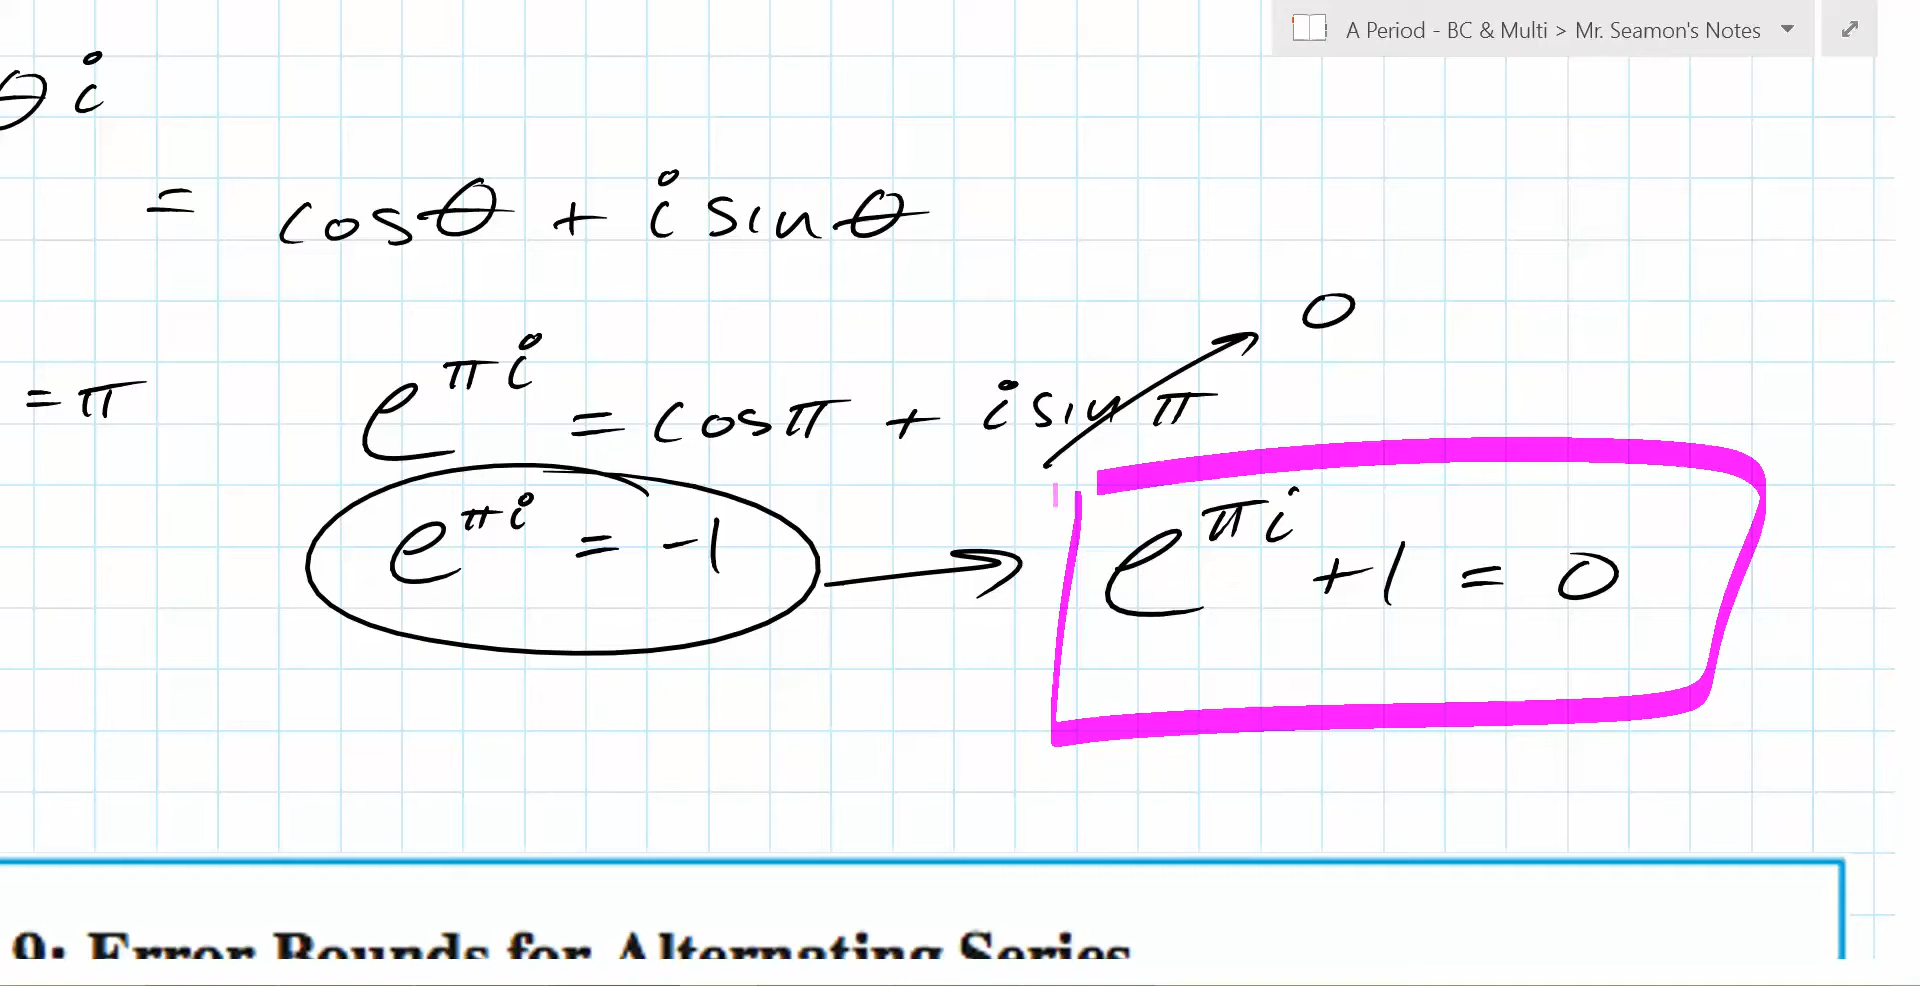 A Period - BC & Multi > Mr. Seamon's Notes
θi
= cosθ + i sinθ
0
= π
e^{πi} = cosπ + i sinπ
e^{πi} = -1 → e^{πi} + 1 = 0
9: Error Bounds for Alternating Series